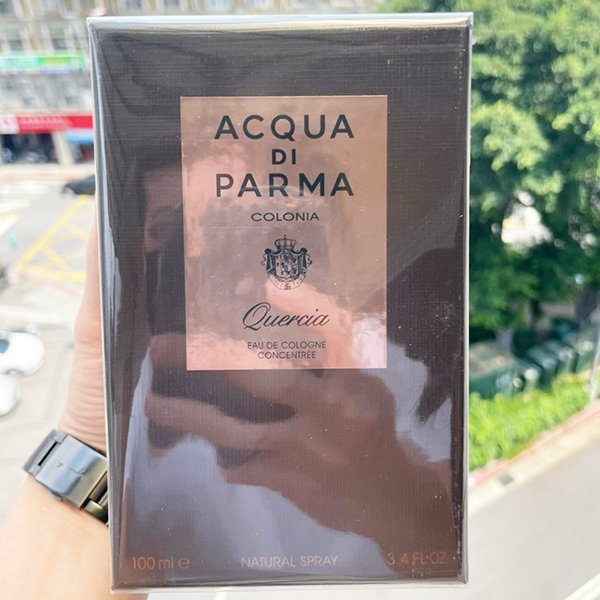 ACQUA
DI
PARMA
COLONIA
Quercia
EAU DE COLOGNE
CONCENTRÉE
100 ml e NATURAL SPRAY 3.4 FL·OZ